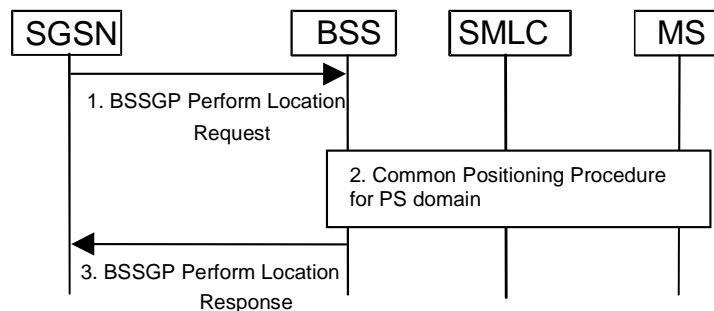 SGSN
BSS
SMLC
MS
1. BSSGP Perform Location
Request
2. Common Positioning Procedure
for PS domain
3. BSSGP Perform Location
Response